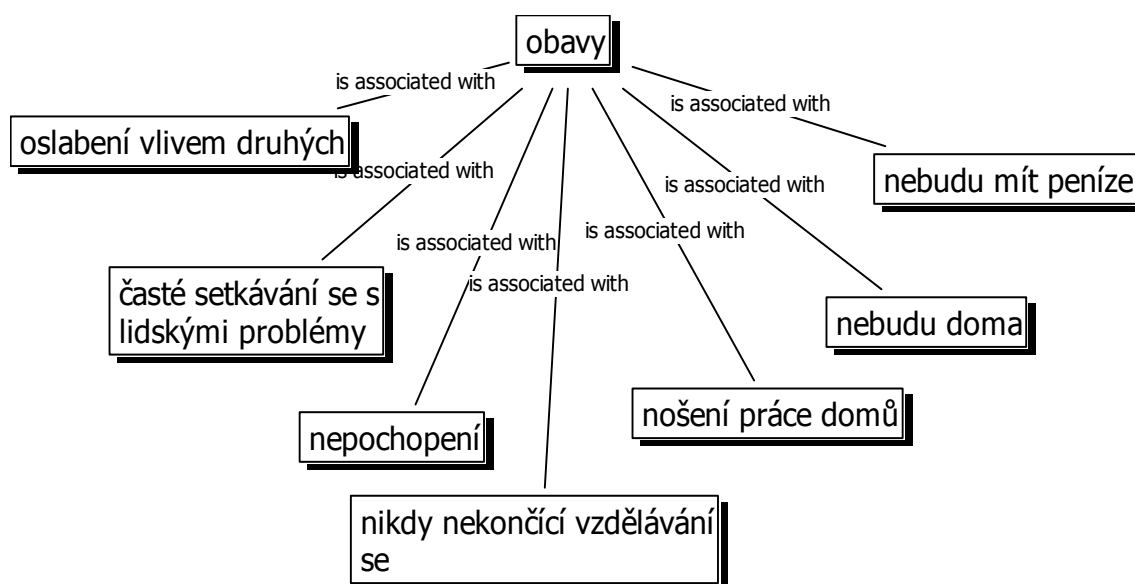 obavy
is associated with
is associated with
oslabení vlivem druhých
is associated with
nebudu mít peníze
is associated with
is associated with
is associated with
is associated with
časté setkávání se s
lidskými problémy
nebudu doma
nošení práce domů
nepochopení
nikdy nekončící vzdělávání
se